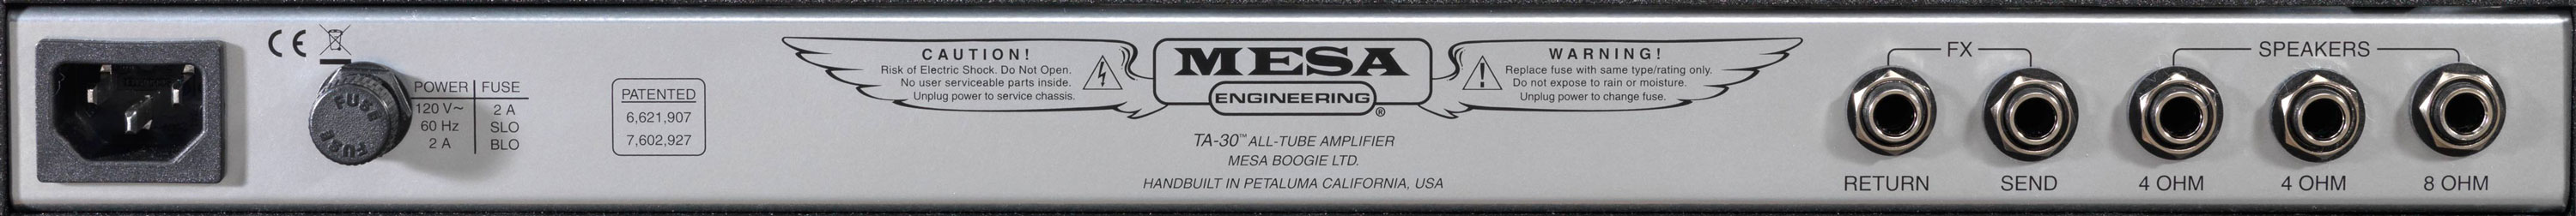 CE
FUSE
FUSE
POWER FUSE
120 V~ 2 A
60 Hz SLO
2 A BLO
PATENTED
6,621,907
7,602,927
CAUTION!
Risk of Electric Shock. Do Not Open.
No user serviceable parts inside.
Unplug power to service chassis.
MESA
ENGINEERING®
WARNING!
Replace fuse with same type/rating only.
Do not expose to rain or moisture.
Unplug power to change fuse.
TA-30™ ALL-TUBE AMPLIFIER
MESA BOOGIE LTD.
HANDBUILT IN PETALUMA CALIFORNIA, USA
FX
RETURN
SEND
SPEAKERS
4 OHM
4 OHM
8 OHM